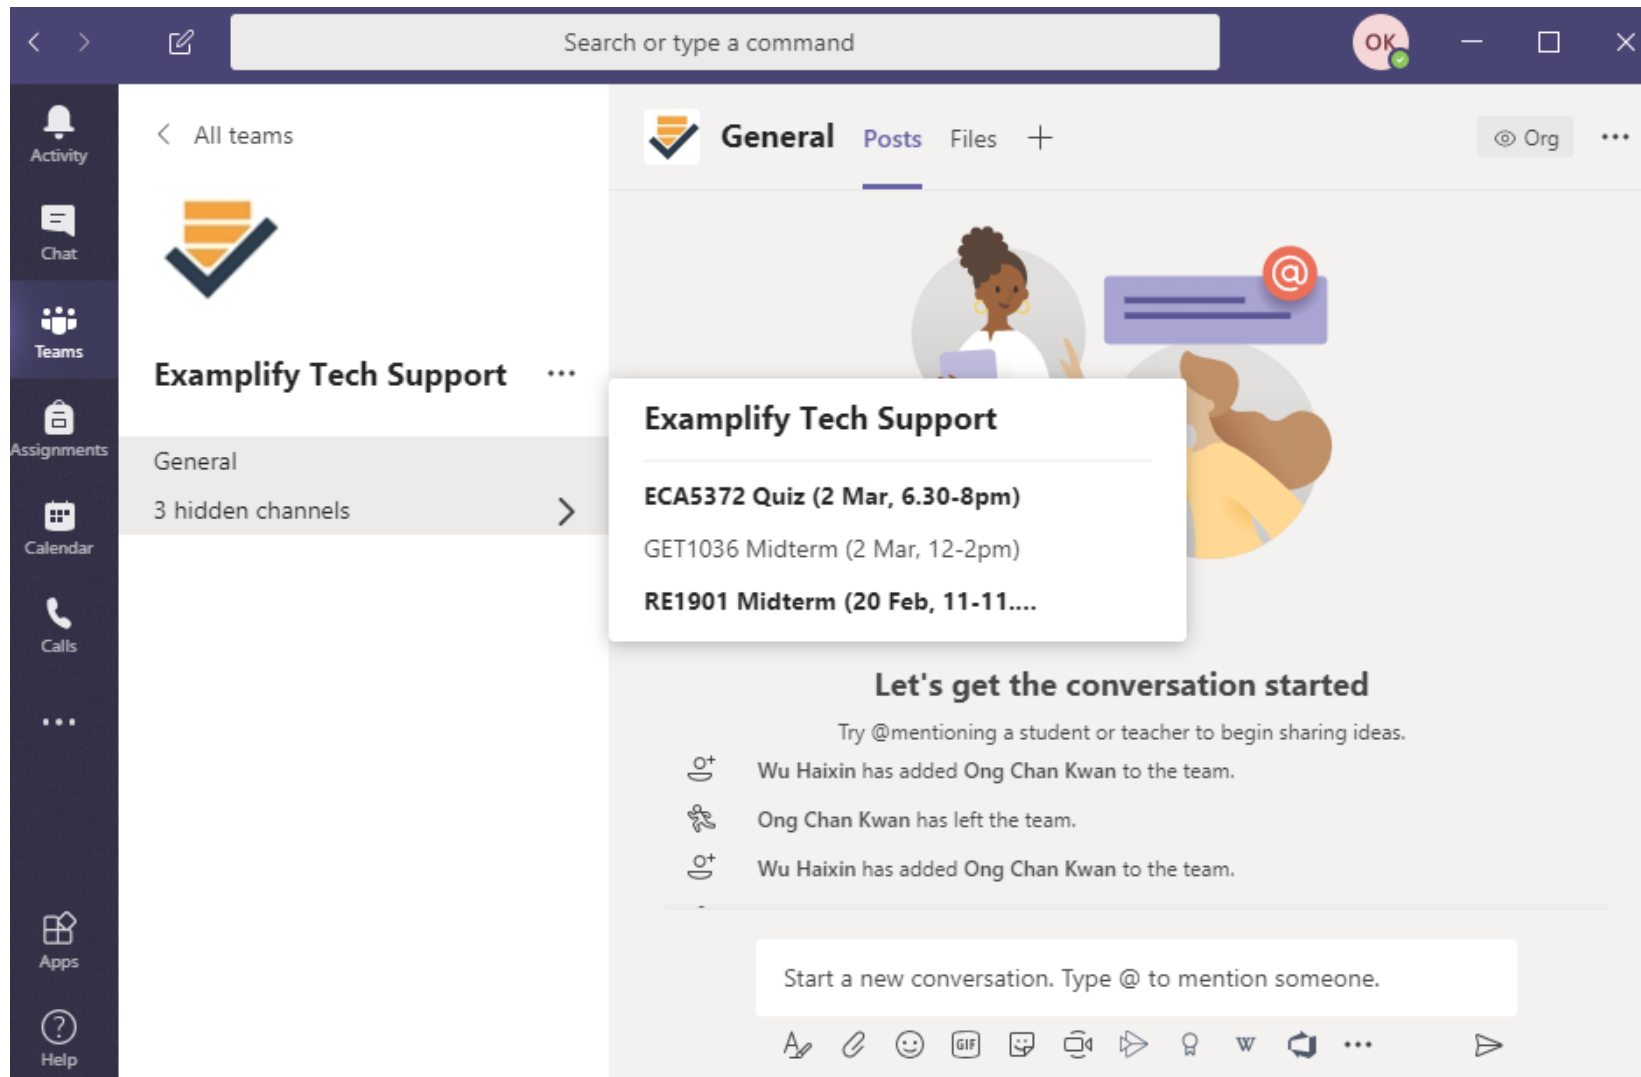 Search or type a command
OK
Activity
Chat
Teams
Assignments
Calendar
Calls
Apps
Help
All teams
Examplify Tech Support
General
3 hidden channels
General
Posts
Files
Org
@
Examplify Tech Support
ECA5372 Quiz (2 Mar, 6.30-8pm)
GET1036 Midterm (2 Mar, 12-2pm)
RE1901 Midterm (20 Feb, 11-11....
Let's get the conversation started
Try @mentioning a student or teacher to begin sharing ideas.
Wu Haixin has added Ong Chan Kwan to the team.
Ong Chan Kwan has left the team.
Wu Haixin has added Ong Chan Kwan to the team.
Start a new conversation. Type @ to mention someone.
GIF
W